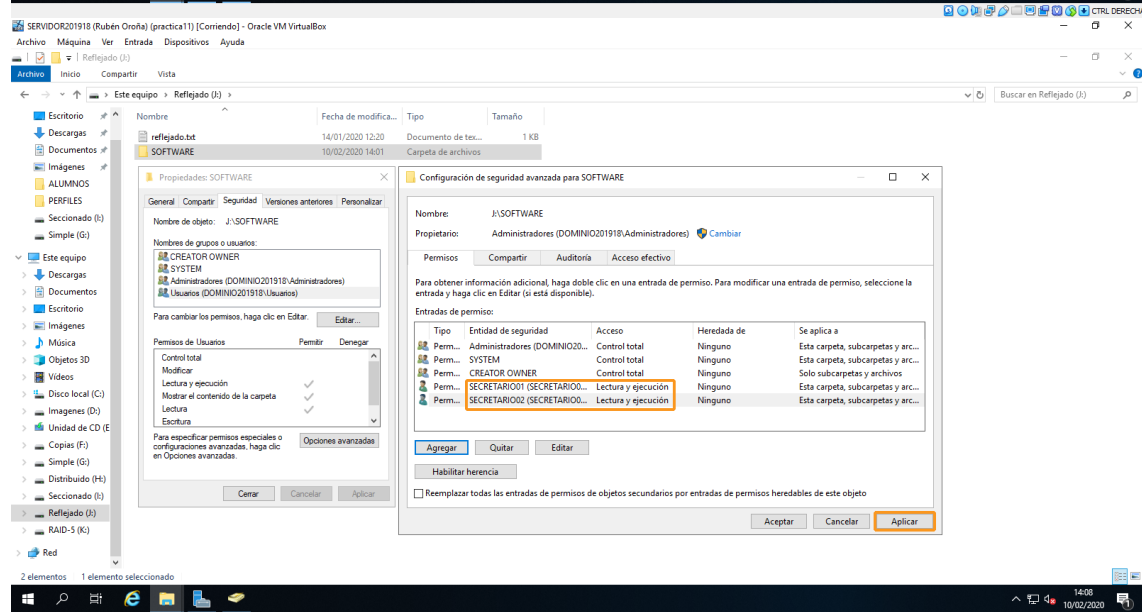 CTRL DERECHA
SERVIDOR201918 (Rubén Oroña) (practica11) [Corriendo] - Oracle VM VirtualBox
Archivo Máquina Ver Entrada Dispositivos Ayuda
Reflejado (J:)
Archivo Inicio Compartir Vista
Este equipo > Reflejado (J:) >
Buscar en Reflejado (J:)
Nombre Fecha de modifica... Tipo Tamaño
reflejado.txt 14/01/2020 12:20 Documento de tex... 1 KB
SOFTWARE 10/02/2020 14:01 Carpeta de archivos
Escritorio
Descargas
Documentos
Imágenes
ALUMNOS
PERFILES
Seccionado (I:)
Simple (G:)
Este equipo
Descargas
Documentos
Escritorio
Imágenes
Música
Objetos 3D
Vídeos
Disco local (C:)
Imagenes (D:)
Unidad de CD (E
Copias (F:)
Simple (G:)
Distribuido (H:)
Seccionado (I:)
Reflejado (J:)
RAID-5 (K:)
Red
2 elementos 1 elemento seleccionado
Propiedades: SOFTWARE
General Compartir Seguridad Versiones anteriores Personalizar
Nombre de objeto: J:\SOFTWARE
Nombres de grupos o usuarios:
CREATOR OWNER
SYSTEM
Administradores (DOMINIO201918\Administradores)
Usuarios (DOMINIO201918\Usuarios)
Para cambiar los permisos, haga clic en Editar. Editar...
Permisos de Usuarios Permitir Denegar
Control total
Modificar
Lectura y ejecución
Mostrar el contenido de la carpeta
Lectura
Escritura
Para especificar permisos especiales o
configuraciones avanzadas, haga clic
en Opciones avanzadas.
Opciones avanzadas
Cerrar Cancelar Aplicar
Configuración de seguridad avanzada para SOFTWARE
Nombre: J:\SOFTWARE
Propietario: Administradores (DOMINIO201918\Administradores) Cambiar
Permisos Compartir Auditoría Acceso efectivo
Para obtener información adicional, haga doble clic en una entrada de permiso. Para modificar una entrada de permiso, seleccione la
entrada y haga clic en Editar (si está disponible).
Entradas de permiso:
Tipo Entidad de seguridad Acceso Heredada de Se aplica a
Perm... Administradores (DOMINIO20... Control total Ninguno Esta carpeta, subcarpetas y arc...
Perm... SYSTEM Control total Ninguno Esta carpeta, subcarpetas y arc...
Perm... CREATOR OWNER Control total Ninguno Solo subcarpetas y archivos
Perm... SECRETARIO01 (SECRETARIO0... Lectura y ejecución Ninguno Esta carpeta, subcarpetas y arc...
Perm... SECRETARIO02 (SECRETARIO0... Lectura y ejecución Ninguno Esta carpeta, subcarpetas y arc...
Agregar Quitar Editar
Habilitar herencia
Reemplazar todas las entradas de permisos de objetos secundarios por entradas de permisos heredables de este objeto
Aceptar Cancelar Aplicar
14:08
10/02/2020